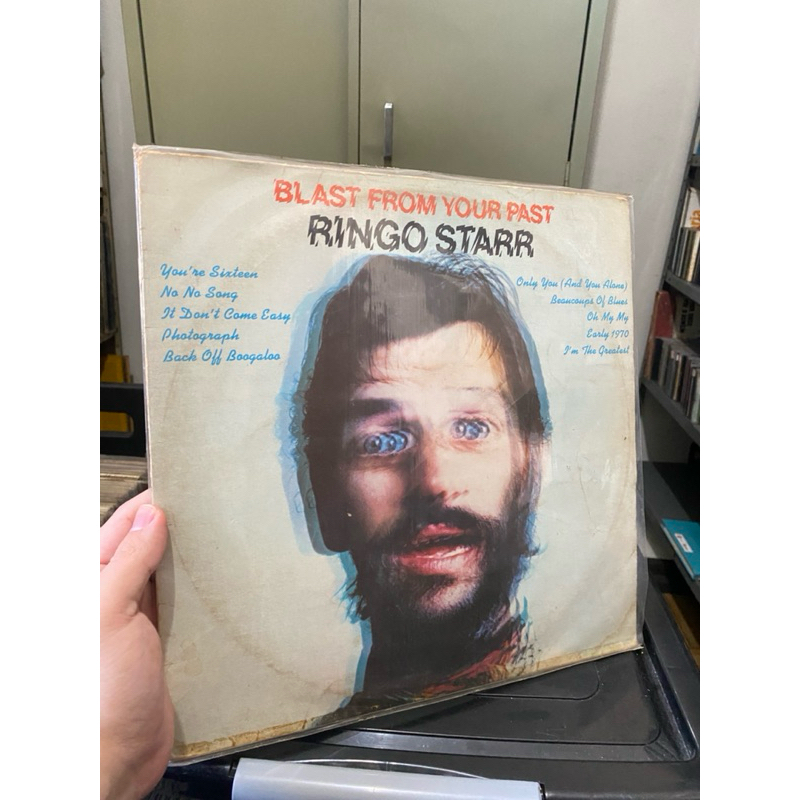 BLAST FROM YOUR PAST
RINGO STARR
You're Sixteen
No No Song
It Don't Come Easy
Photograph
Back Off Boogaloo
Only You (And You Alone)
Beaucoups Of Blues
Oh My My
Early 1970
I'm The Greatest